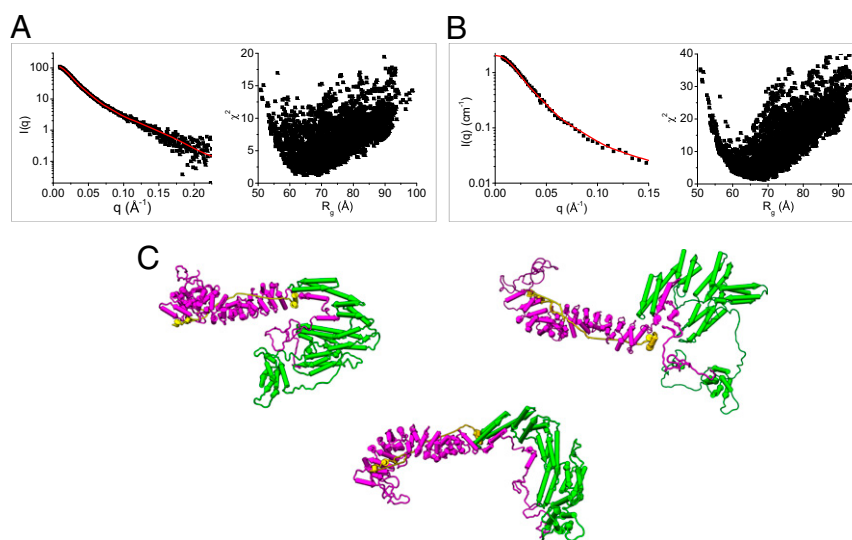 A
B
I(q)
100
10
1
0.1
0.00 0.05 0.10 0.15 0.20
q (Å⁻¹)
χ²
20
15
10
5
0
50 60 70 80 90 100
Rg (Å)
I(q) (cm⁻¹)
1
0.1
0.01
0.00 0.05 0.10 0.15
q (Å⁻¹)
χ²
40
30
20
10
0
50 60 70 80 90
Rg (Å)
C